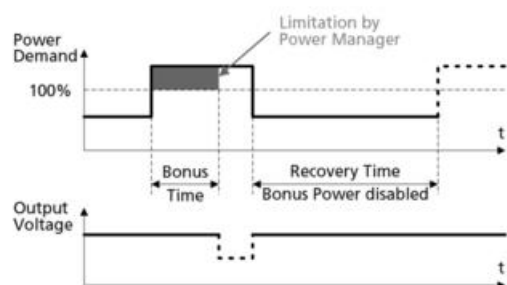 Limitation by
Power Manager
Power
Demand
100%
t
Bonus
Time
Recovery Time
Bonus Power disabled
Output
Voltage
t